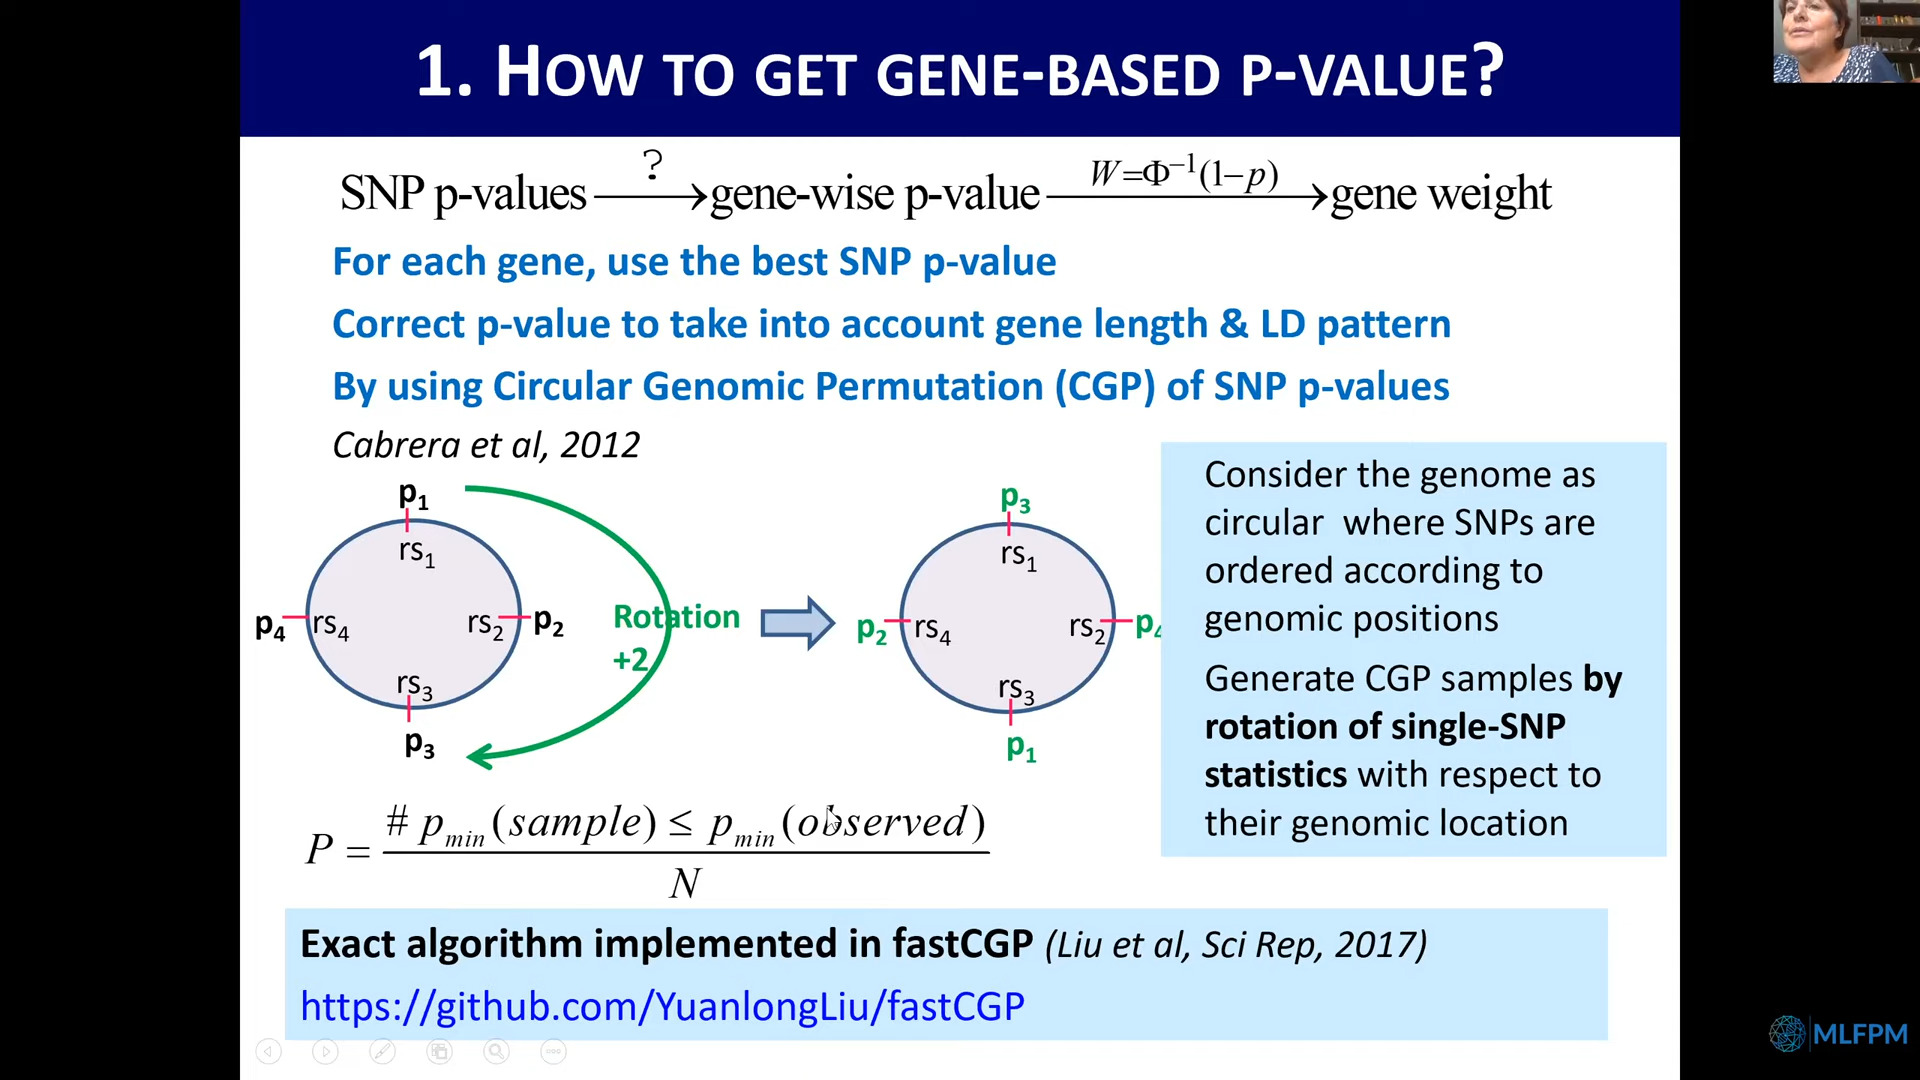 1. HOW TO GET GENE-BASED P-VALUE?
SNP p-values ? gene-wise p-value W=Φ⁻¹(1−p) gene weight
For each gene, use the best SNP p-value
Correct p-value to take into account gene length & LD pattern
By using Circular Genomic Permutation (CGP) of SNP p-values
Cabrera et al, 2012
p1
rs1
p4
rs4
rs2
p2
rs3
p3
Rotation
+2
p3
rs1
p2
rs4
rs2
p4
rs3
p1
Consider the genome as
circular where SNPs are
ordered according to
genomic positions
Generate CGP samples by
rotation of single-SNP
statistics with respect to
their genomic location
P = # pmin (sample) ≤ pmin (observed)
N
Exact algorithm implemented in fastCGP (Liu et al, Sci Rep, 2017)
https://github.com/YuanlongLiu/fastCGP
MLFPM